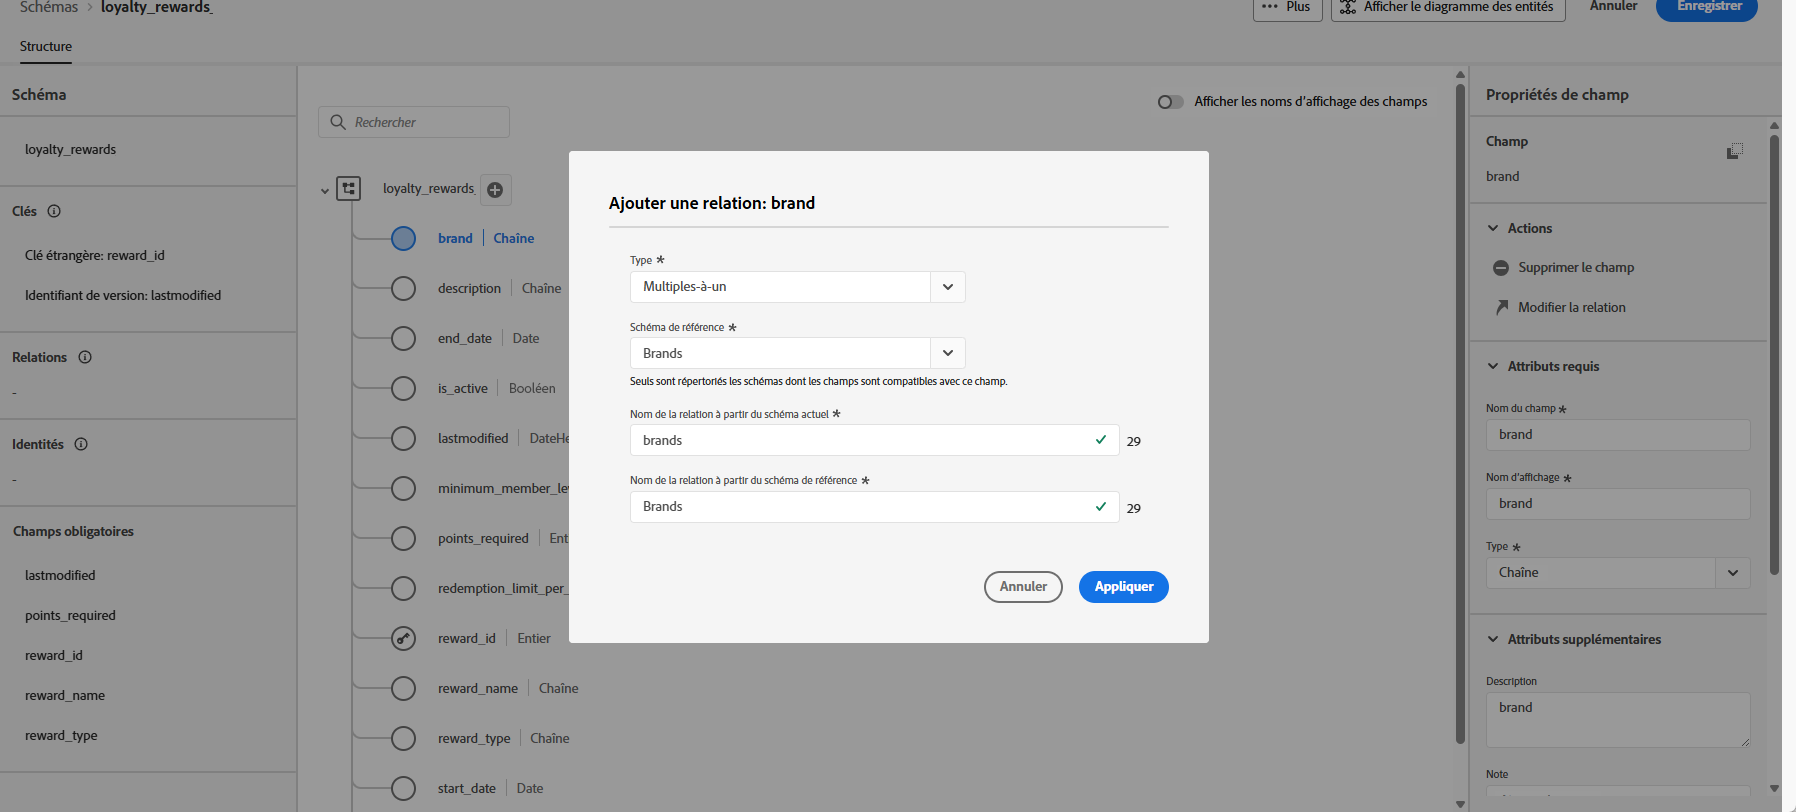 Schémas > loyalty_rewards_
Plus
Afficher le diagramme des entités
Annuler
Enregistrer
Structure
Schéma
loyalty_rewards
Clés
Clé étrangère: reward_id
Identifiant de version: lastmodified
Relations
-
Identités
-
Champs obligatoires
lastmodified
points_required
reward_id
reward_name
reward_type
Rechercher
Afficher les noms d'affichage des champs
loyalty_rewards_
brand | Chaîne
description | Chaîne
end_date | Date
is_active | Booléen
lastmodified | DateHe
minimum_member_le
points_required | Ent
redemption_limit_per_
reward_id | Entier
reward_name | Chaîne
reward_type | Chaîne
start_date | Date
Ajouter une relation: brand
Type *
Multiples-à-un
Schéma de référence *
Brands
Seuls sont répertoriés les schémas dont les champs sont compatibles avec ce champ.
Nom de la relation à partir du schéma actuel *
brands
29
Nom de la relation à partir du schéma de référence *
Brands
29
Annuler
Appliquer
Propriétés de champ
Champ
brand
Actions
Supprimer le champ
Modifier la relation
Attributs requis
Nom du champ *
brand
Nom d'affichage *
brand
Type *
Chaîne
Attributs supplémentaires
Description
brand
Note